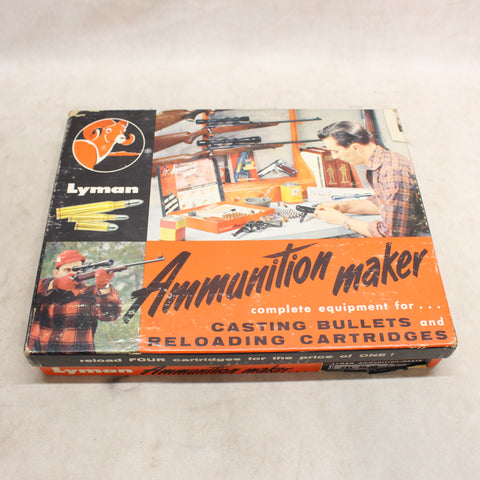 Lyman
Ammunition maker
complete equipment for...
CASTING BULLETS and
RELOADING CARTRIDGES
reload FOUR cartridges for the price of ONE!
Lyman Ammunition maker...